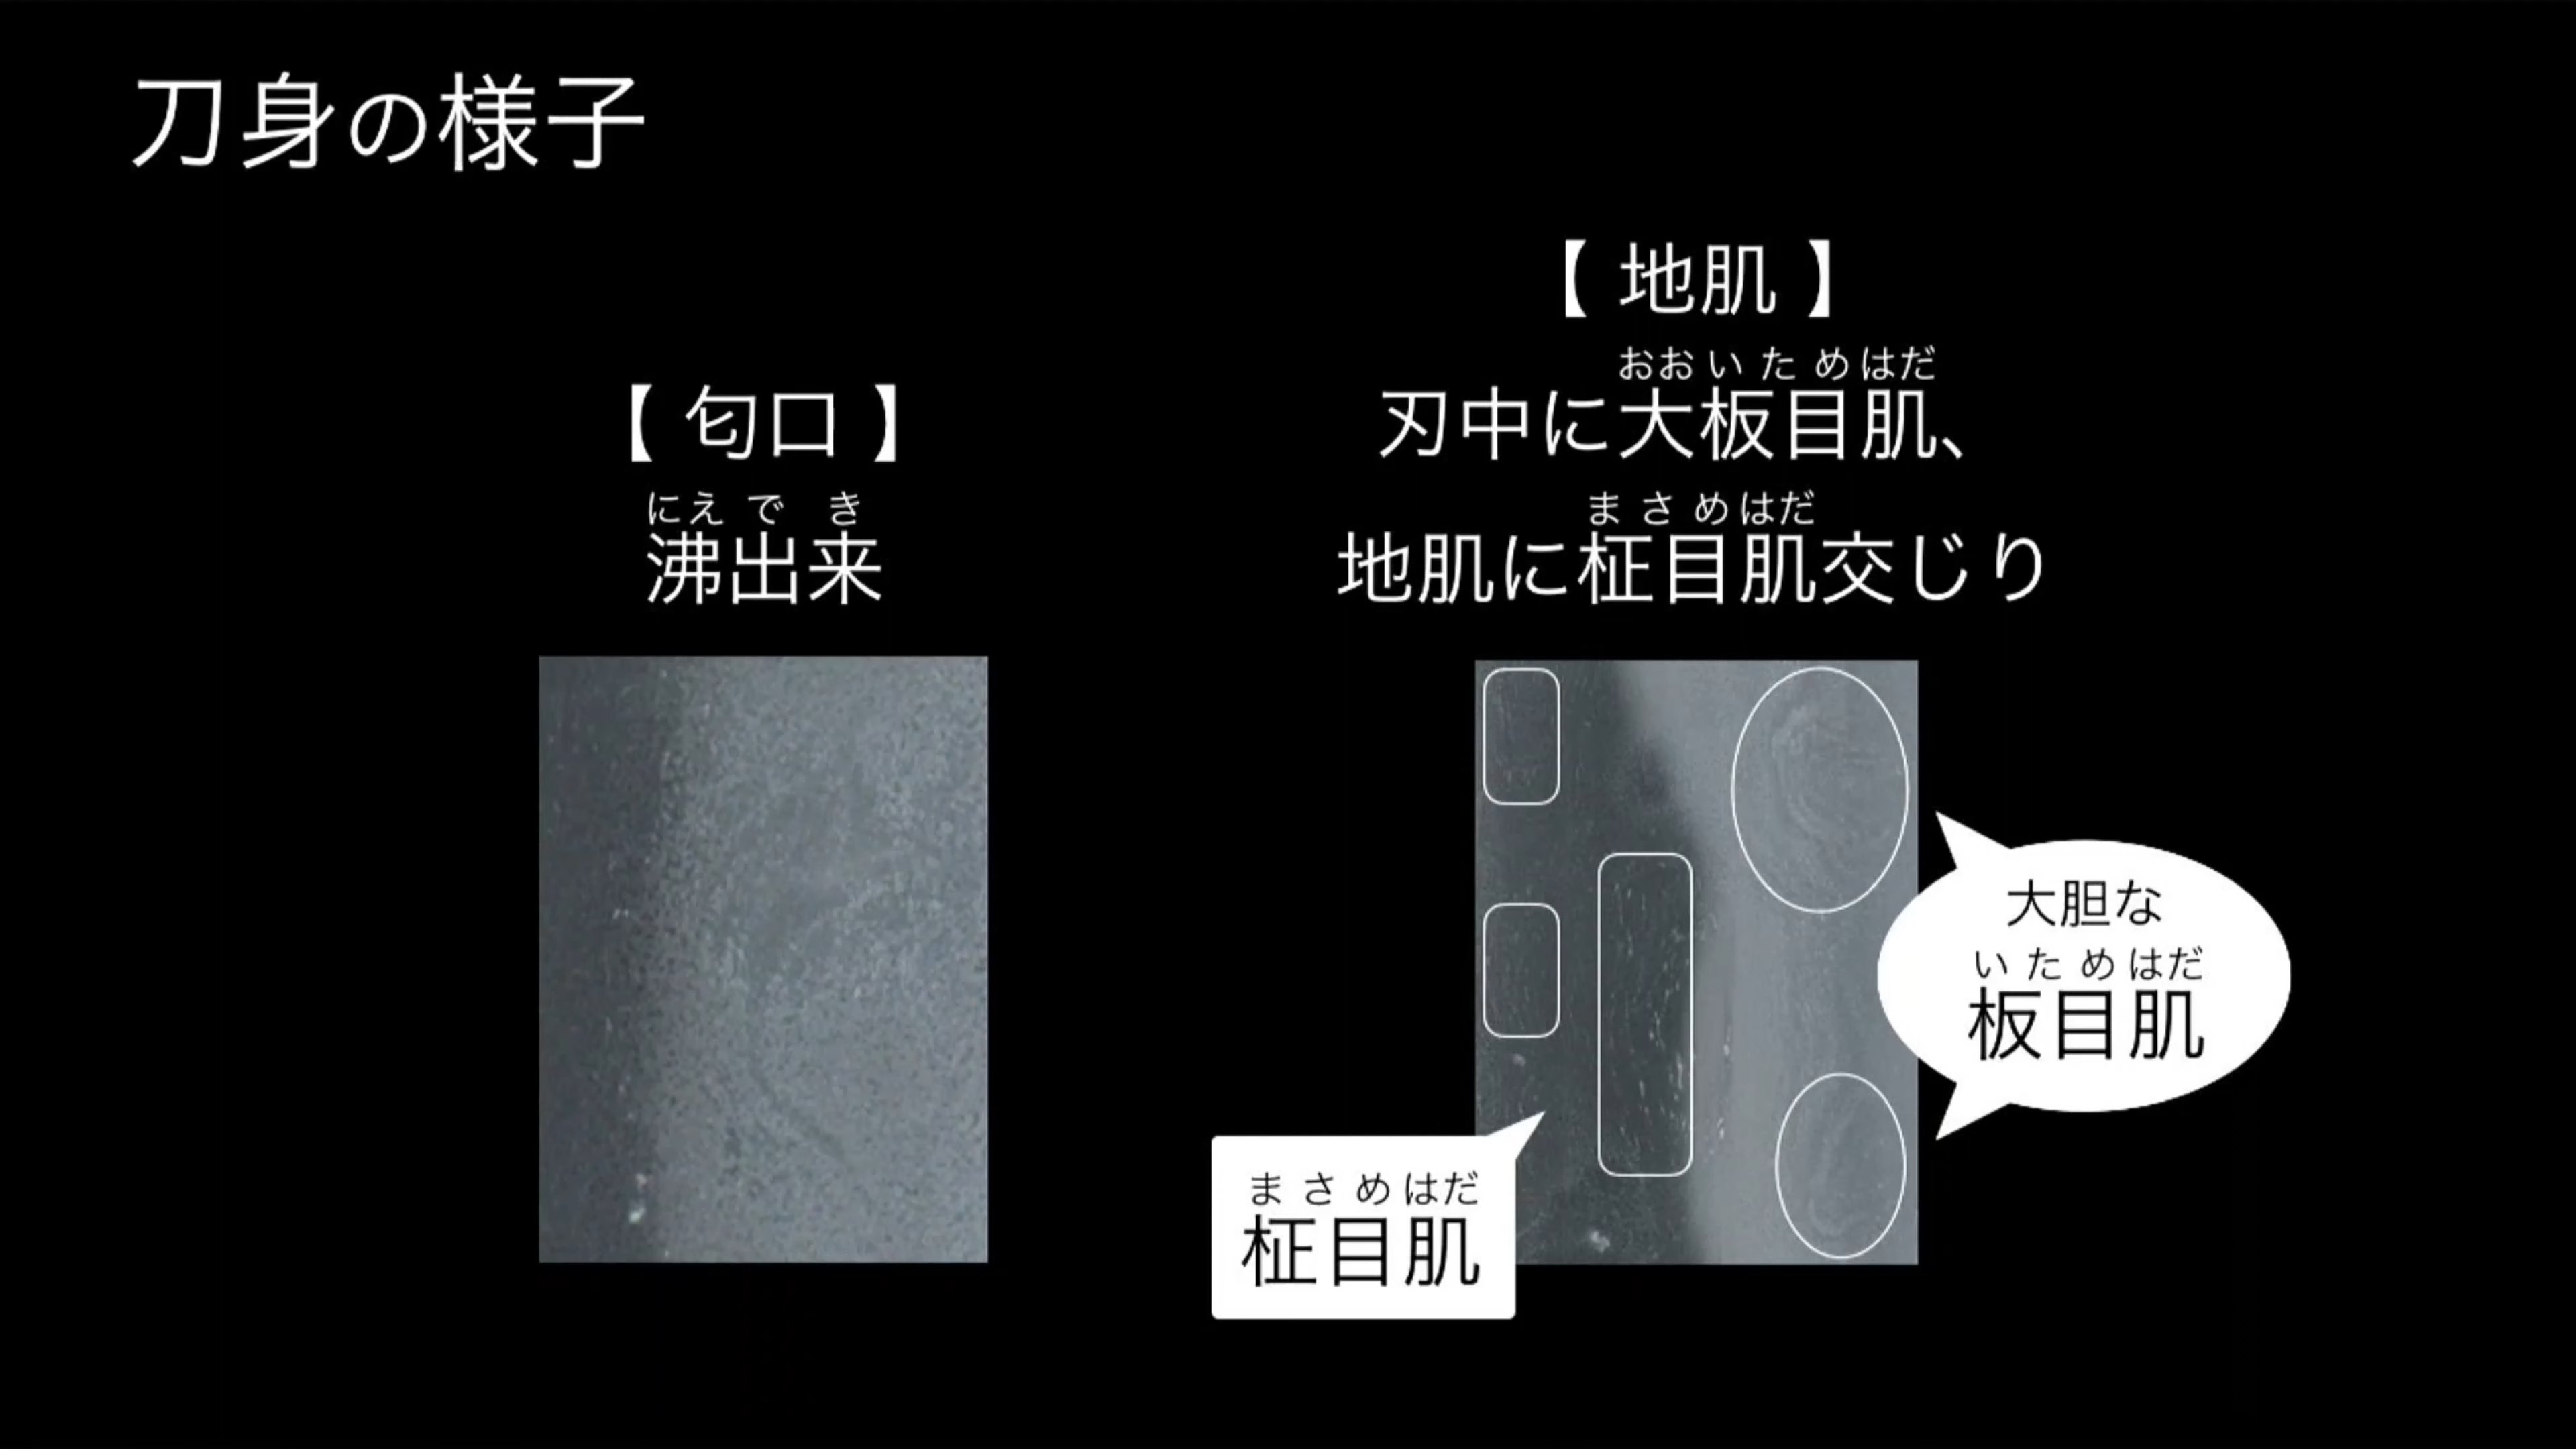 刀身の様子
【 匂口 】
にえでき
沸出来
【 地肌 】
おおいためはだ
刃中に大板目肌、
まさめはだ
地肌に柾目肌交じり
大胆な
いためはだ
板目肌
まさめはだ
柾目肌